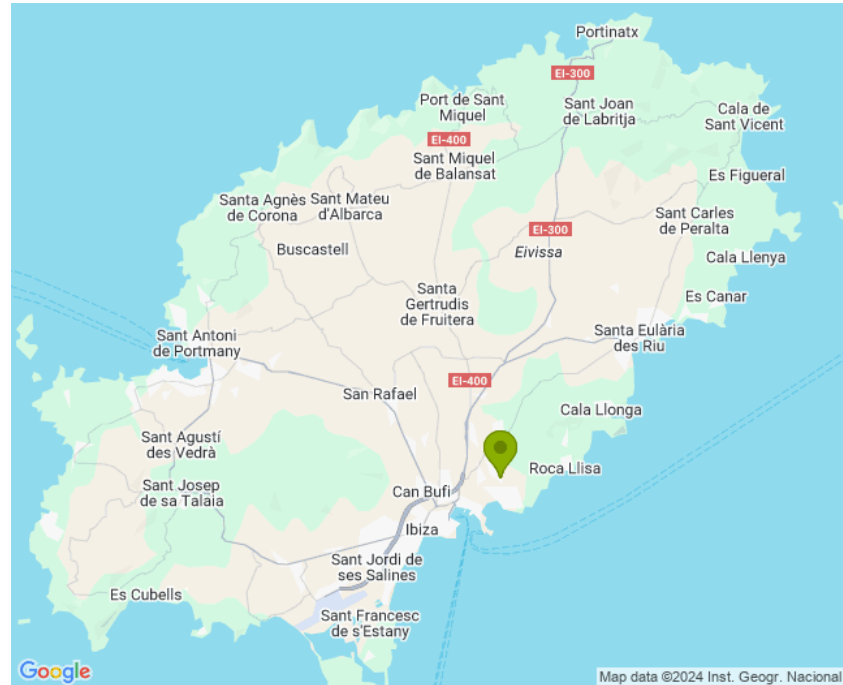 Portinatx
EI-300
Port de Sant
Miquel
Sant Joan
de Labritja
Cala de
Sant Vicent
EI-400
Sant Miquel
de Balansat
Es Figueral
Santa Agnès
de Corona
Sant Mateu
d'Albarca
Sant Carles
de Peralta
EI-300
Buscastell
Eivissa
Cala Llenya
Santa
Gertrudis
de Fruitera
Es Canar
Sant Antoni
de Portmany
Santa Eulària
des Riu
EI-400
San Rafael
Cala Llonga
Sant Agustí
des Vedrà
Roca Llisa
Sant Josep
de sa Talaia
Can Bufí
Ibiza
Sant Jordi de
ses Salines
Es Cubells
Sant Francesc
de s'Estany
Google
Map data ©2024 Inst. Geogr. Nacional